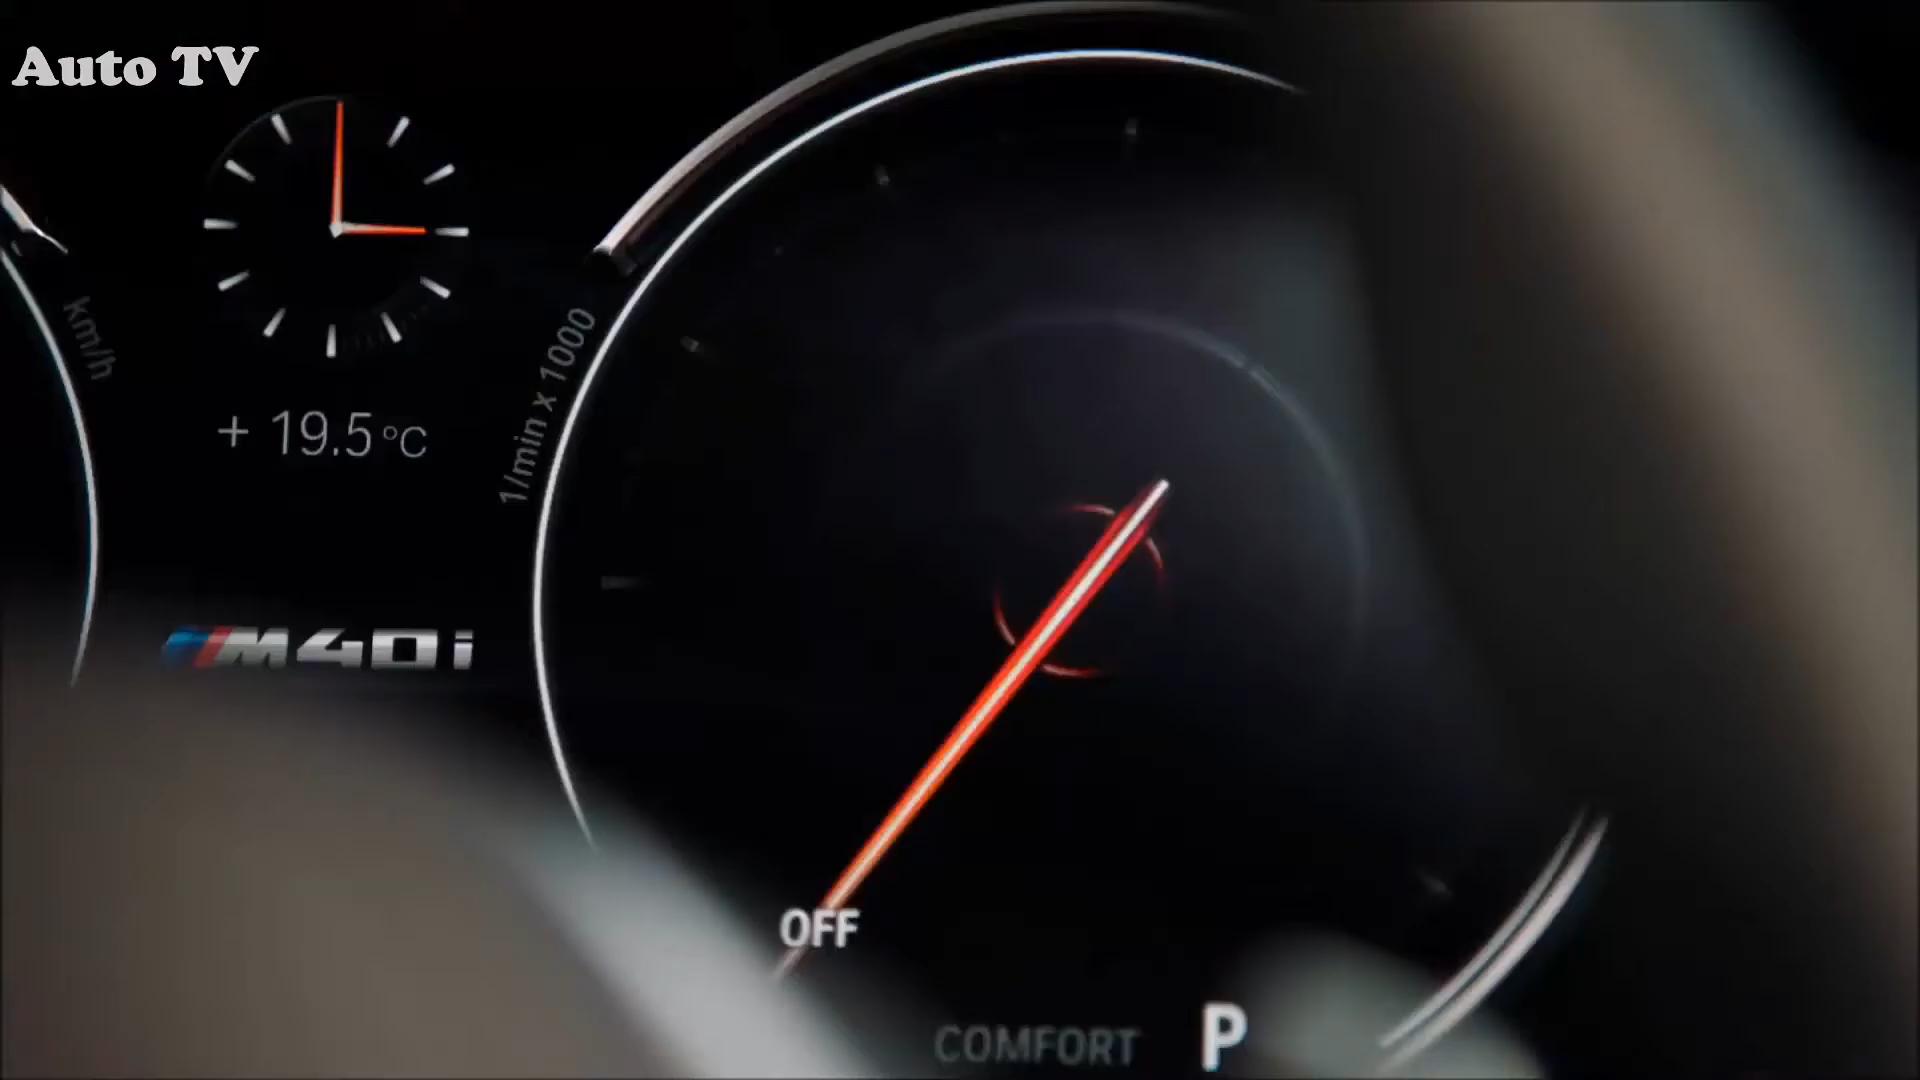 Auto TV
km/h
1/min x 1000
+ 19.5°C
M40i
OFF
COMFORT P